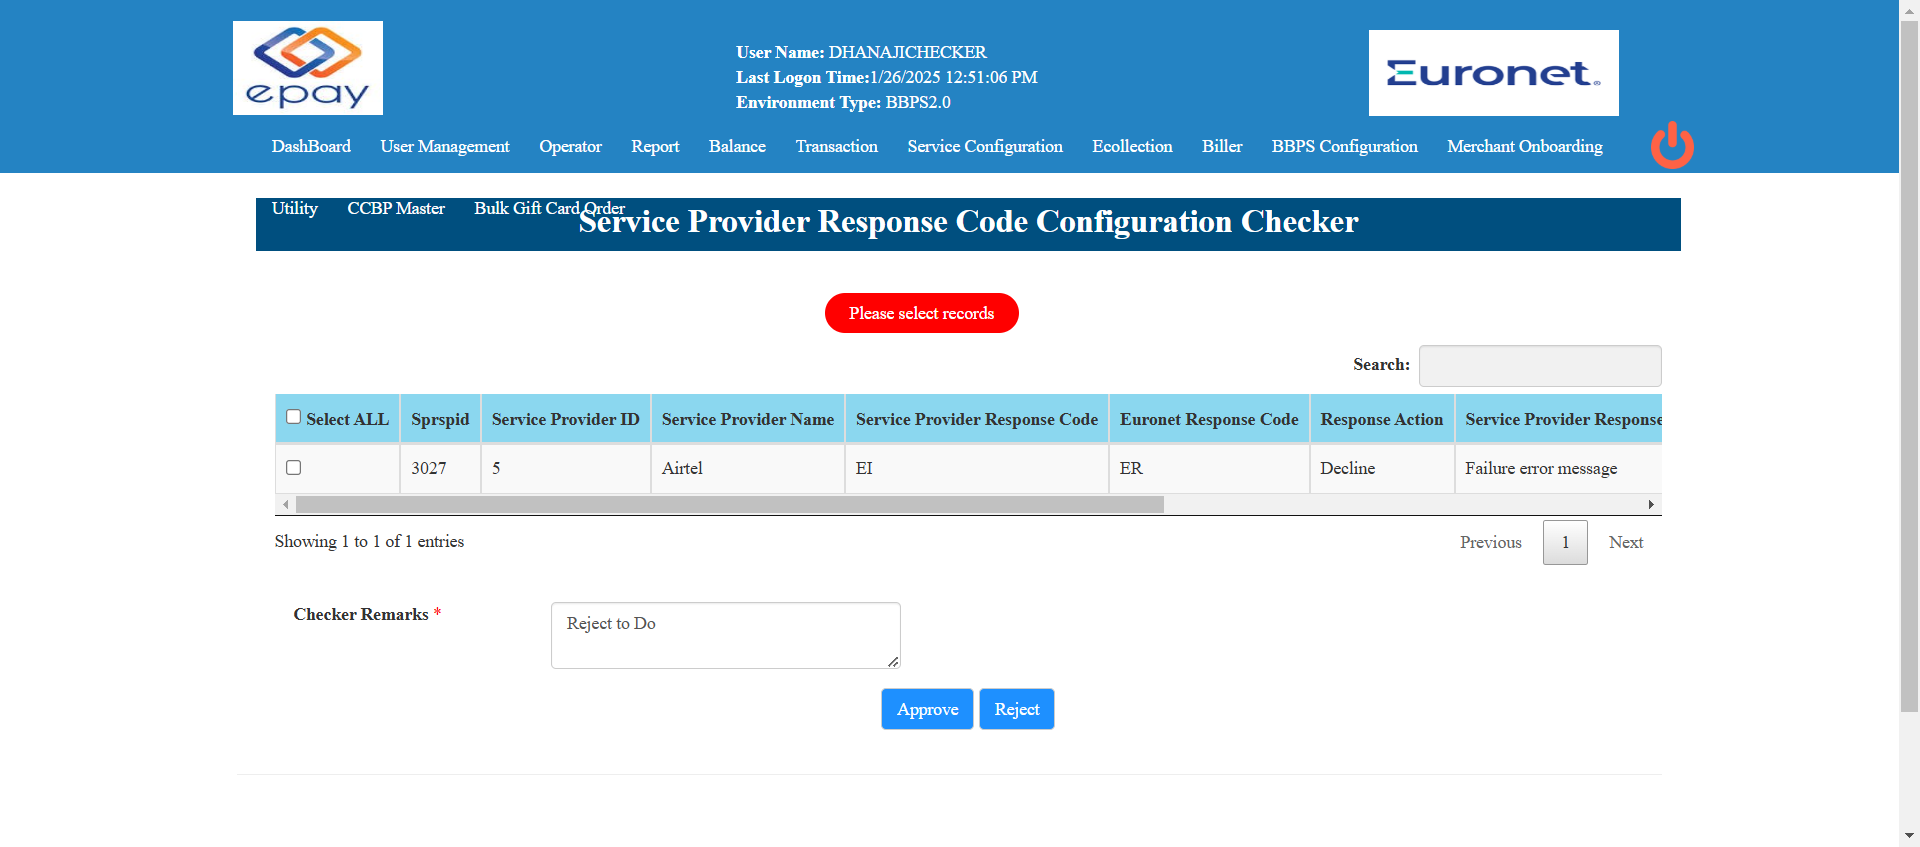 epay
User Name: DHANAJICHECKER
Last Logon Time:1/26/2025 12:51:06 PM
Environment Type: BBPS2.0
Euronet®
DashBoard User Management Operator Report Balance Transaction Service Configuration Ecollection Biller BBPS Configuration Merchant Onboarding
Utility CCBP Master Bulk Gift Card Order
Service Provider Response Code Configuration Checker
Please select records
Search:
Select ALL Sprspid Service Provider ID Service Provider Name Service Provider Response Code Euronet Response Code Response Action Service Provider Response
3027 5 Airtel EI ER Decline Failure error message
Showing 1 to 1 of 1 entries
Previous 1 Next
Checker Remarks *
Reject to Do
Approve Reject